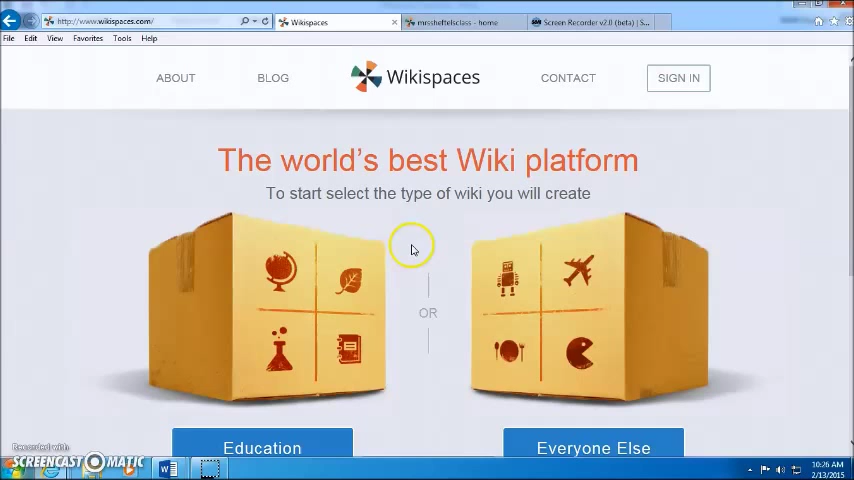 http://www.wikispaces.com/
Wikispaces
mrssheftelsclass - home
Screen Recorder v2.0 (beta) | S...
File Edit View Favorites Tools Help
ABOUT BLOG Wikispaces CONTACT SIGN IN
The world's best Wiki platform
To start select the type of wiki you will create
OR
Education Everyone Else
Recorded with
SCREENCAST MATIC
10:26 AM
2/13/2015